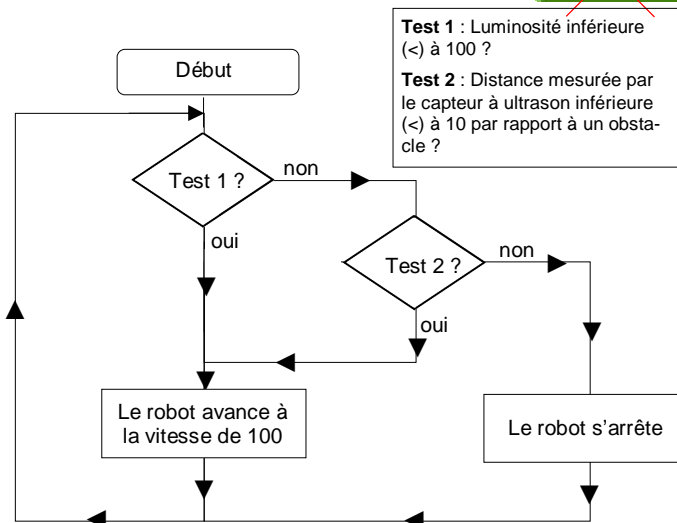 Test 1 : Luminosité inférieure
(<) à 100 ?
Test 2 : Distance mesurée par
le capteur à ultrason inférieure
(<) à 10 par rapport à un obsta-
cle ?
Début
Test 1 ?
non
oui
Test 2 ?
non
oui
Le robot avance à
la vitesse de 100
Le robot s’arrête